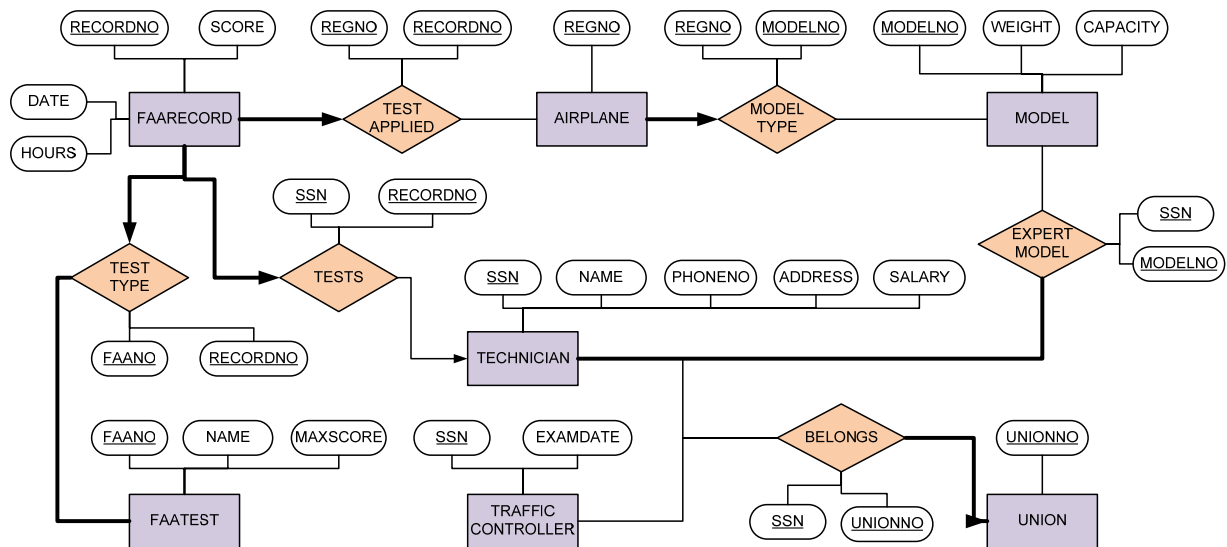 RECORDNO
SCORE
REGNO
RECORDNO
REGNO
REGNO
MODELNO
MODELNO
WEIGHT
CAPACITY
DATE
HOURS
FAARECORD
TEST
APPLIED
AIRPLANE
MODEL
TYPE
MODEL
SSN
RECORDNO
EXPERT
MODEL
SSN
MODELNO
TEST
TYPE
TESTS
SSN
NAME
PHONENO
ADDRESS
SALARY
FAANO
RECORDNO
TECHNICIAN
FAANO
NAME
MAXSCORE
SSN
EXAMDATE
BELONGS
UNIONNO
FAATEST
TRAFFIC
CONTROLLER
SSN
UNIONNO
UNION